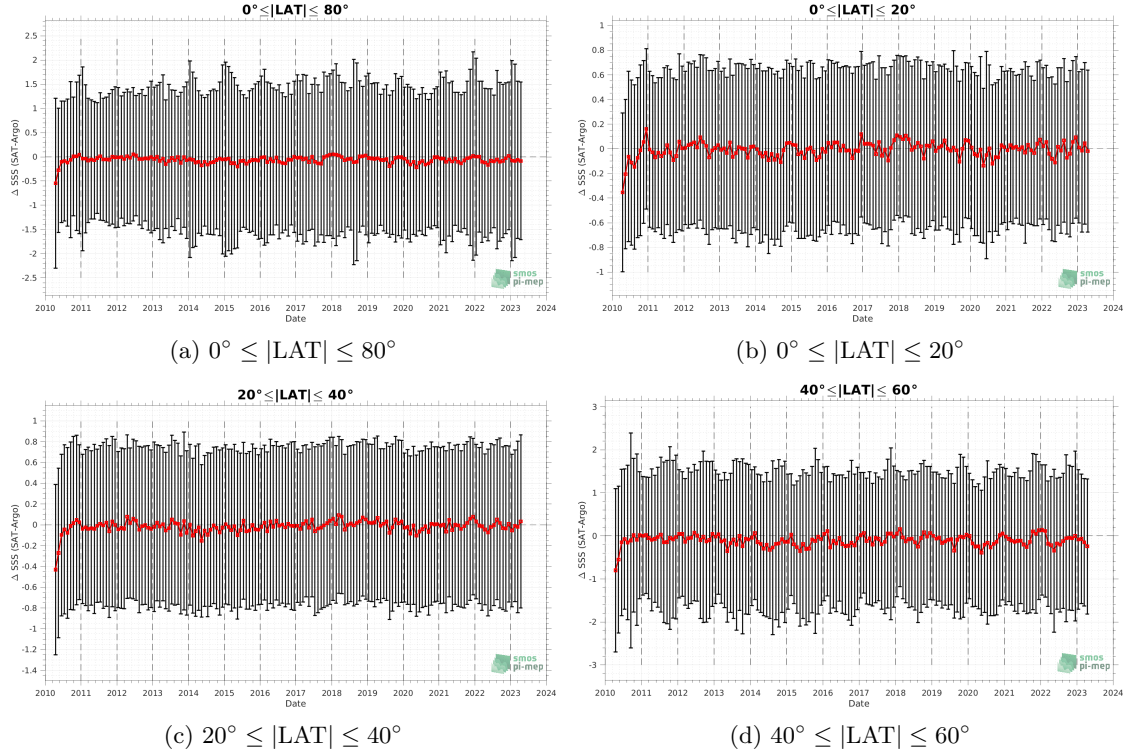 0°≤|LAT|≤ 80°
Δ SSS (SAT-Argo)
2.5
2
1.5
1
0.5
0
-0.5
-1
-1.5
-2
-2.5
2010 2011 2012 2013 2014 2015 2016 2017 2018 2019 2020 2021 2022 2023 2024
Date
smos
pi-mep
(a) 0° ≤ |LAT| ≤ 80°
0°≤|LAT|≤ 20°
Δ SSS (SAT-Argo)
1
0.8
0.6
0.4
0.2
0
-0.2
-0.4
-0.6
-0.8
-1
2010 2011 2012 2013 2014 2015 2016 2017 2018 2019 2020 2021 2022 2023 2024
Date
smos
pi-mep
(b) 0° ≤ |LAT| ≤ 20°
20°≤|LAT|≤ 40°
Δ SSS (SAT-Argo)
1
0.8
0.6
0.4
0.2
0
-0.2
-0.4
-0.6
-0.8
-1
-1.2
-1.4
2010 2011 2012 2013 2014 2015 2016 2017 2018 2019 2020 2021 2022 2023 2024
Date
smos
pi-mep
(c) 20° ≤ |LAT| ≤ 40°
40°≤|LAT|≤ 60°
Δ SSS (SAT-Argo)
3
2
1
0
-1
-2
-3
2010 2011 2012 2013 2014 2015 2016 2017 2018 2019 2020 2021 2022 2023 2024
Date
smos
pi-mep
(d) 40° ≤ |LAT| ≤ 60°